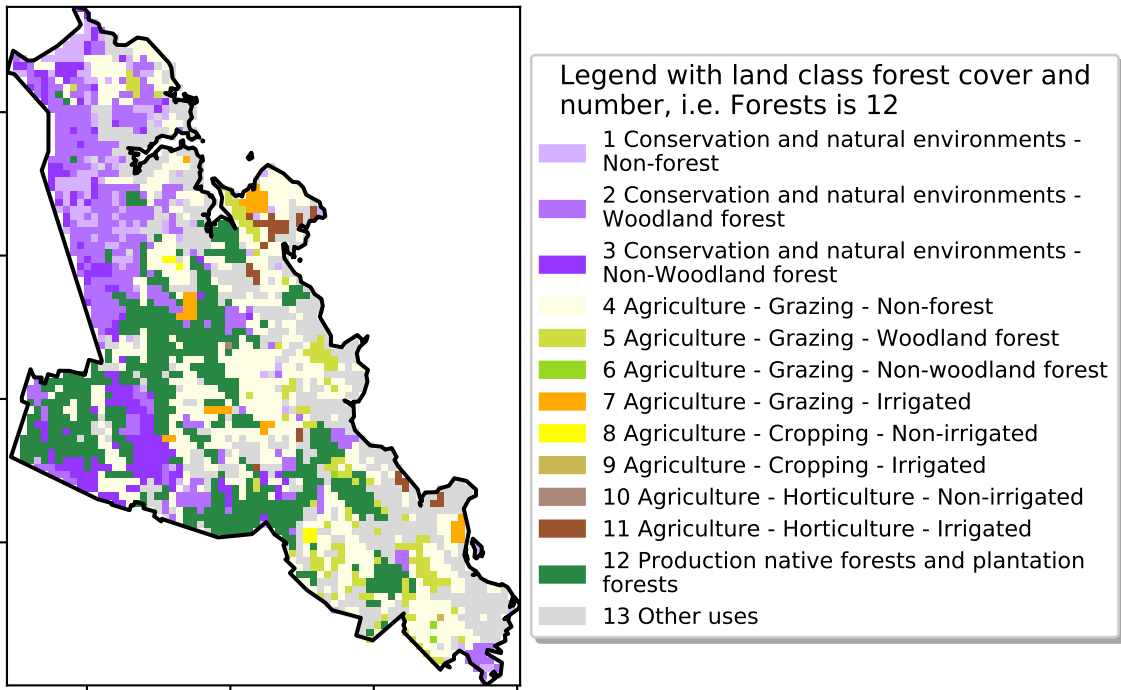 Legend with land class forest cover and
number, i.e. Forests is 12
1 Conservation and natural environments -
Non-forest
2 Conservation and natural environments -
Woodland forest
3 Conservation and natural environments -
Non-Woodland forest
4 Agriculture - Grazing - Non-forest
5 Agriculture - Grazing - Woodland forest
6 Agriculture - Grazing - Non-woodland forest
7 Agriculture - Grazing - Irrigated
8 Agriculture - Cropping - Non-irrigated
9 Agriculture - Cropping - Irrigated
10 Agriculture - Horticulture - Non-irrigated
11 Agriculture - Horticulture - Irrigated
12 Production native forests and plantation
forests
13 Other uses